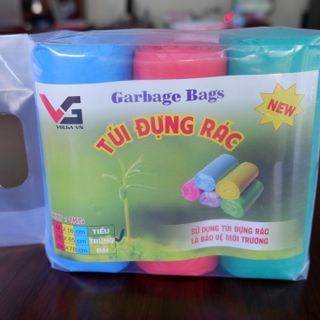 VG
VINGA VN
Garbage Bags
TÚI ĐỰNG RÁC
NEW
TIỂU
TRUNG
ĐẠI
SỬ DỤNG TÚI ĐỰNG RÁC
LÀ BẢO VỆ MÔI TRƯỜNG